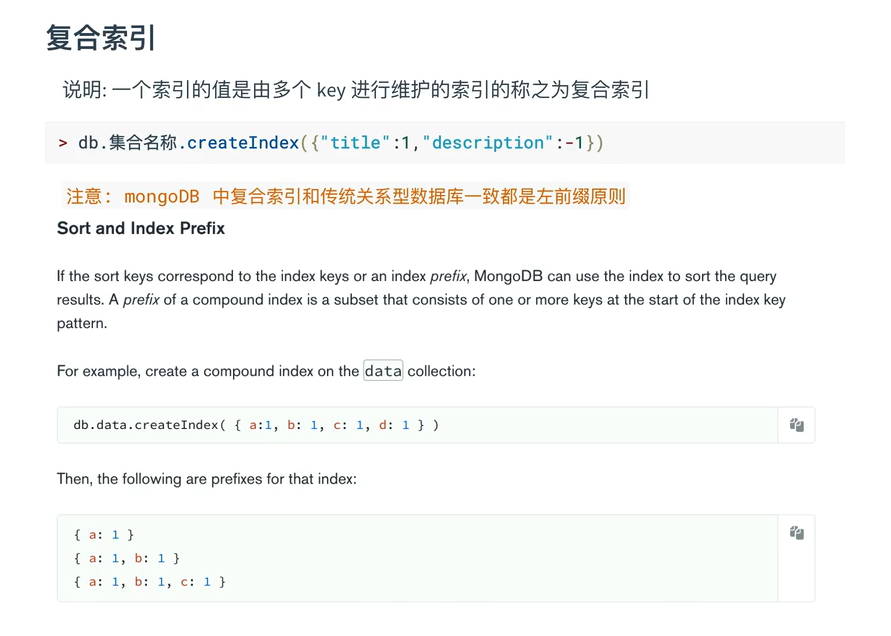 复合索引
说明: 一个索引的值是由多个 key 进行维护的索引的称之为复合索引
> db.集合名称.createIndex({"title":1,"description":-1})
注意: mongoDB 中复合索引和传统关系型数据库一致都是左前缀原则
Sort and Index Prefix
If the sort keys correspond to the index keys or an index prefix, MongoDB can use the index to sort the query
results. A prefix of a compound index is a subset that consists of one or more keys at the start of the index key
pattern.
For example, create a compound index on the data collection:
db.data.createIndex( { a:1, b: 1, c: 1, d: 1 } )
Then, the following are prefixes for that index:
{ a: 1 }
{ a: 1, b: 1 }
{ a: 1, b: 1, c: 1 }